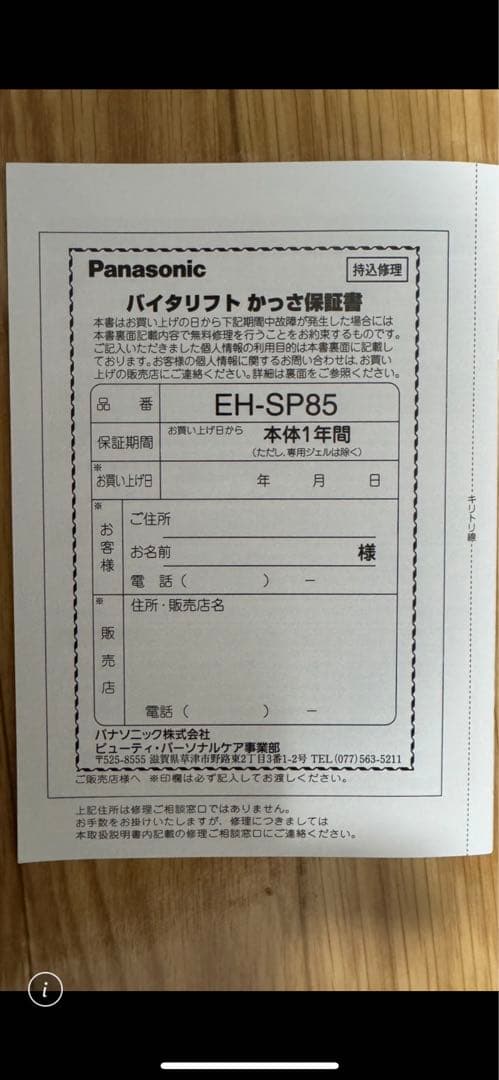 Panasonic
持込修理
バイタリフト かっさ保証書
本書はお買い上げの日から下記期間中故障が発生した場合には
本書裏面記載内容で無料修理を行うことをお約束するものです。
ご記入いただきました個人情報の利用目的は本書裏面に記載し
ております。お客様の個人情報に関するお問い合わせは、お買い
上げの販売店にご連絡ください。詳細は裏面をご参照ください。
品 番 EH-SP85
保証期間 お買い上げ日から 本体1年間
(ただし、専用ジェルは除く)
※お買い上げ日 年 月 日
※お客様
ご住所
お名前 様
電 話 ( ) −
※販売店
住所・販売店名
電話 ( ) −
パナソニック株式会社
ビューティ・パーソナルケア事業部
〒525-8555 滋賀県草津市野路東2丁目3番1-2号 TEL (077) 563-5211
ご販売店様へ ※印欄は必ず記入してお渡しください。
上記住所は修理ご相談窓口ではありません。
お手数をお掛けいたしますが、修理につきましては
本取扱説明書内記載の修理ご相談窓口にご連絡ください。
キリトリ線
i